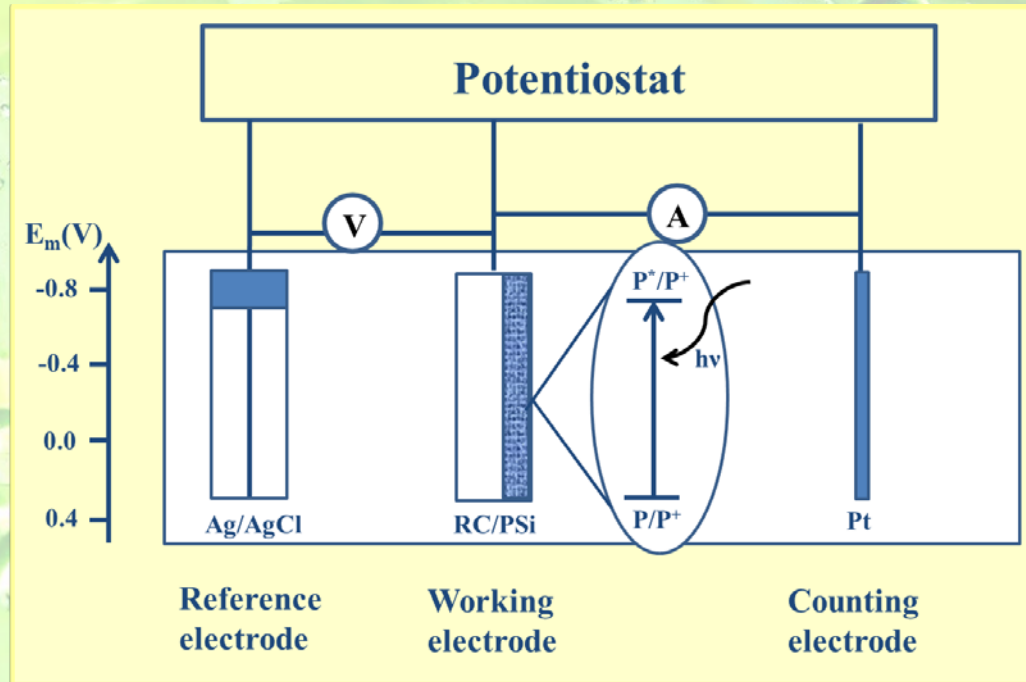 Potentiostat
V
A
E_m(V)
-0.8
-0.4
0.0
0.4
P*/P+
hν
P/P+
Ag/AgCl
RC/PSi
Pt
Reference
electrode
Working
electrode
Counting
electrode